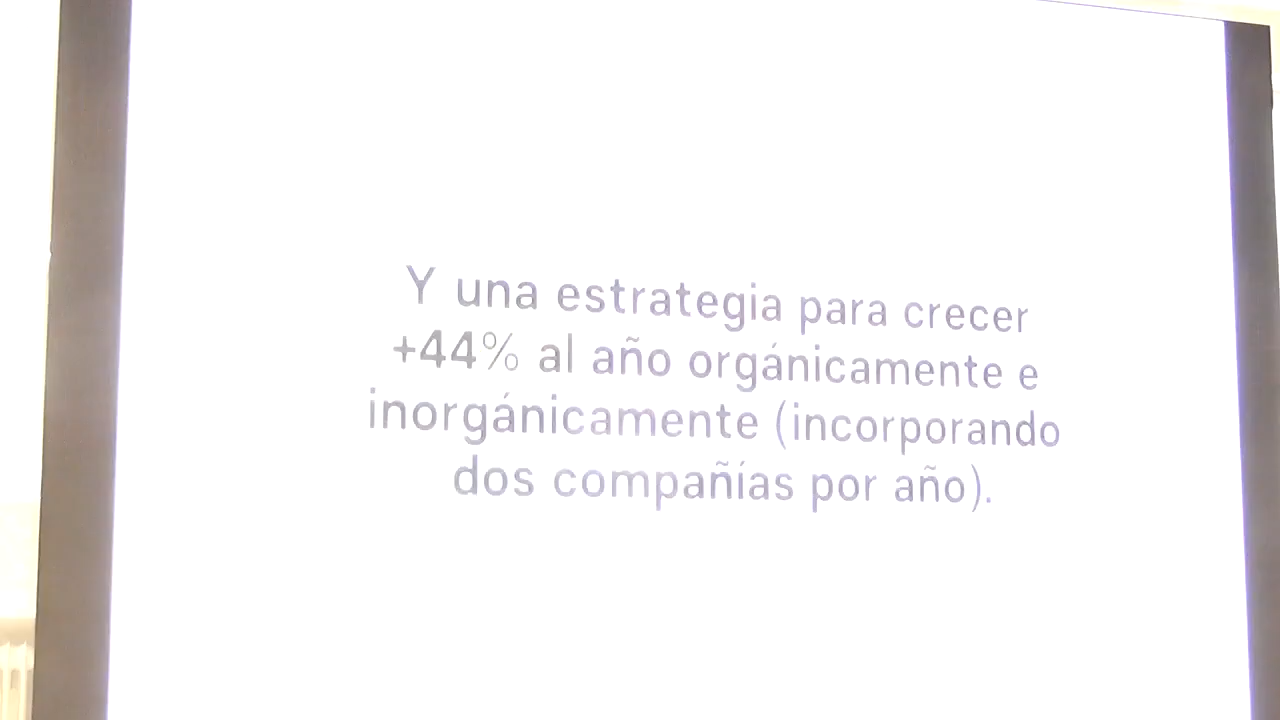 Y una estrategia para crecer
+44% al año orgánicamente e
inorgánicamente (incorporando
dos compañías por año).